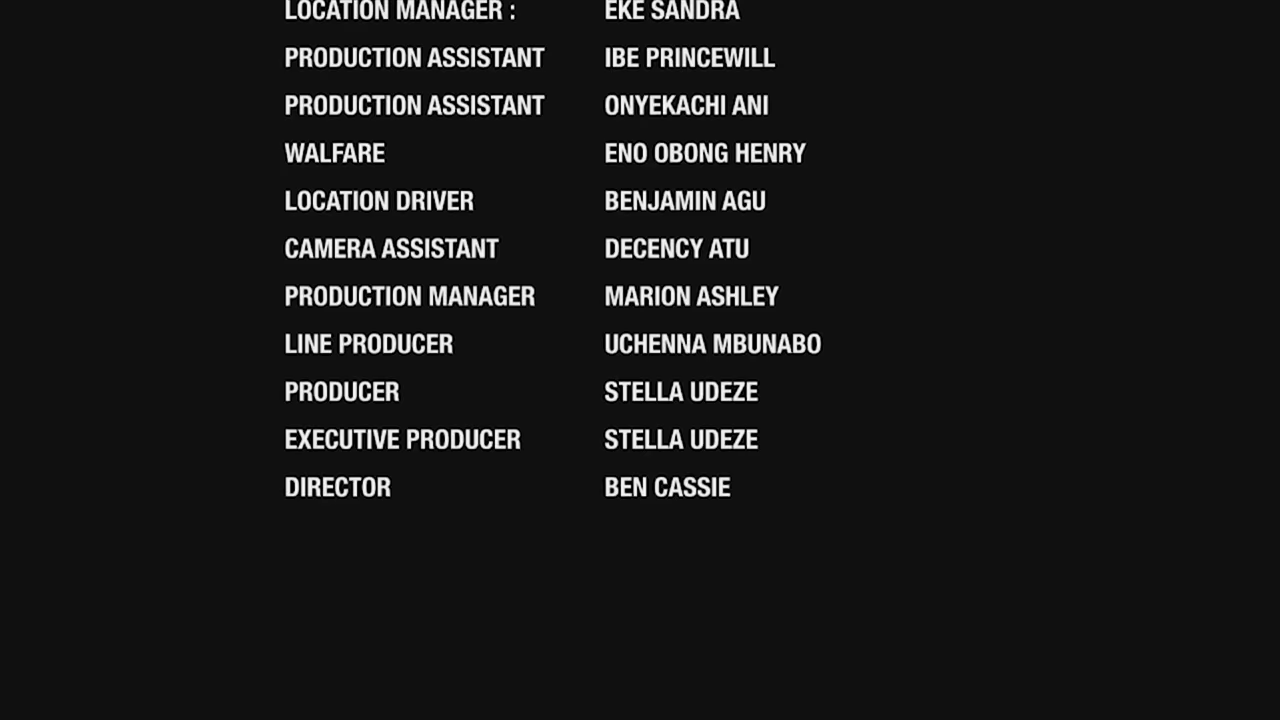 LOCATION MANAGER : EKE SANDRA
PRODUCTION ASSISTANT IBE PRINCEWILL
PRODUCTION ASSISTANT ONYEKACHI ANI
WALFARE ENO OBONG HENRY
LOCATION DRIVER BENJAMIN AGU
CAMERA ASSISTANT DECENCY ATU
PRODUCTION MANAGER MARION ASHLEY
LINE PRODUCER UCHENNA MBUNABO
PRODUCER STELLA UDEZE
EXECUTIVE PRODUCER STELLA UDEZE
DIRECTOR BEN CASSIE